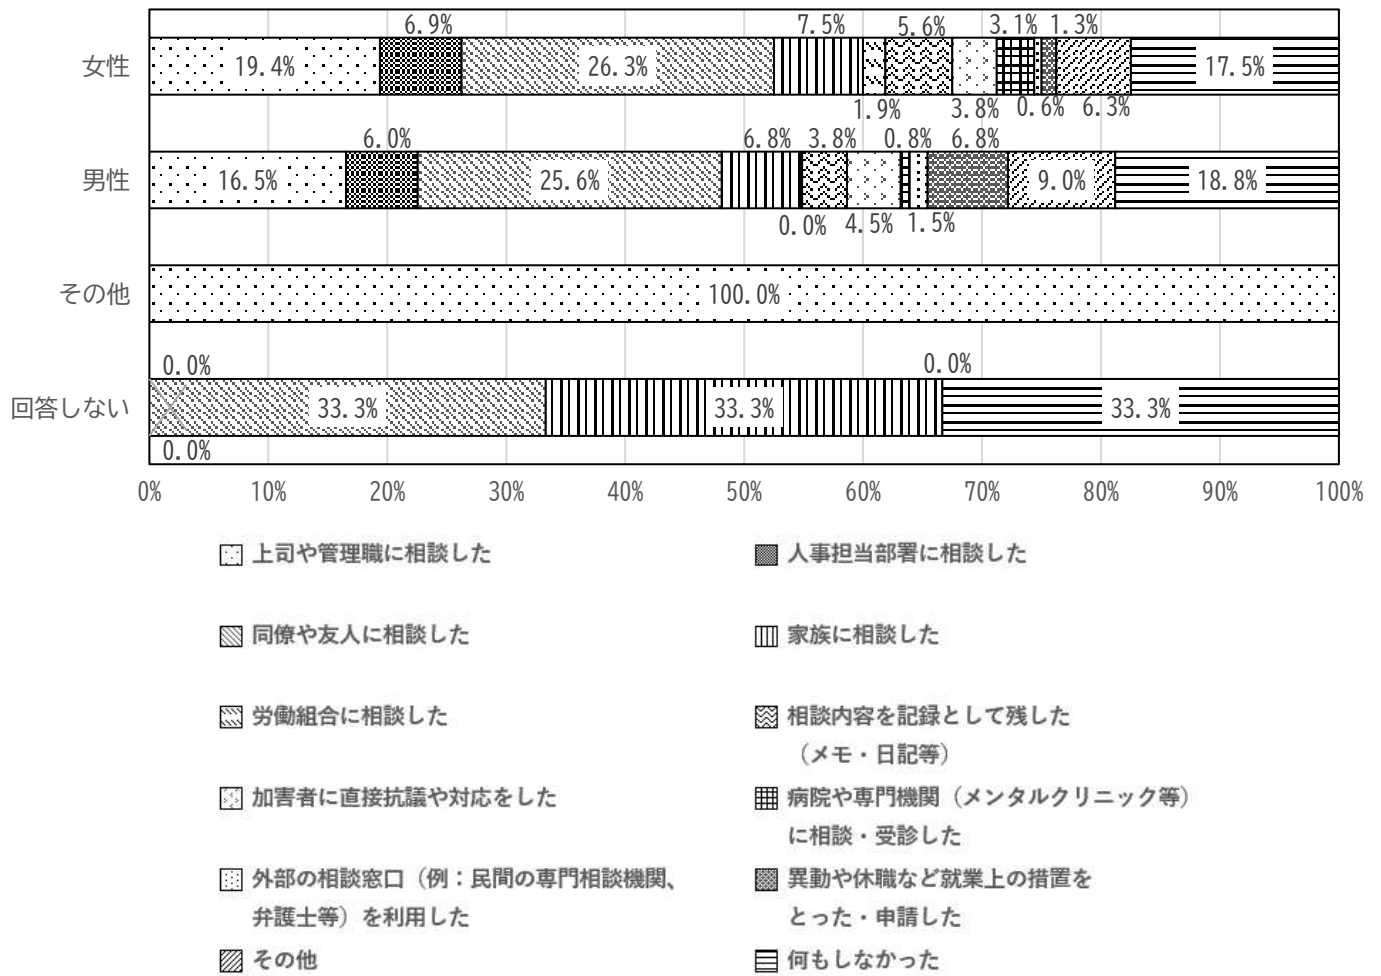 6.9% 7.5% 5.6% 3.1% 1.3%
女性 19.4% 26.3% 17.5%
1.9% 3.8% 0.6% 6.3%
6.0% 6.8% 3.8% 0.8% 6.8%
男性 16.5% 25.6% 9.0% 18.8%
0.0% 4.5% 1.5%
その他 100.0%
0.0% 0.0%
回答しない 33.3% 33.3% 33.3%
0.0%
0% 10% 20% 30% 40% 50% 60% 70% 80% 90% 100%
上司や管理職に相談した
人事担当部署に相談した
同僚や友人に相談した
家族に相談した
労働組合に相談した
相談内容を記録として残した
（メモ・日記等）
加害者に直接抗議や対応をした
病院や専門機関（メンタルクリニック等）
に相談・受診した
外部の相談窓口（例：民間の専門相談機関、
弁護士等）を利用した
異動や休職など就業上の措置を
とった・申請した
その他
何もしなかった